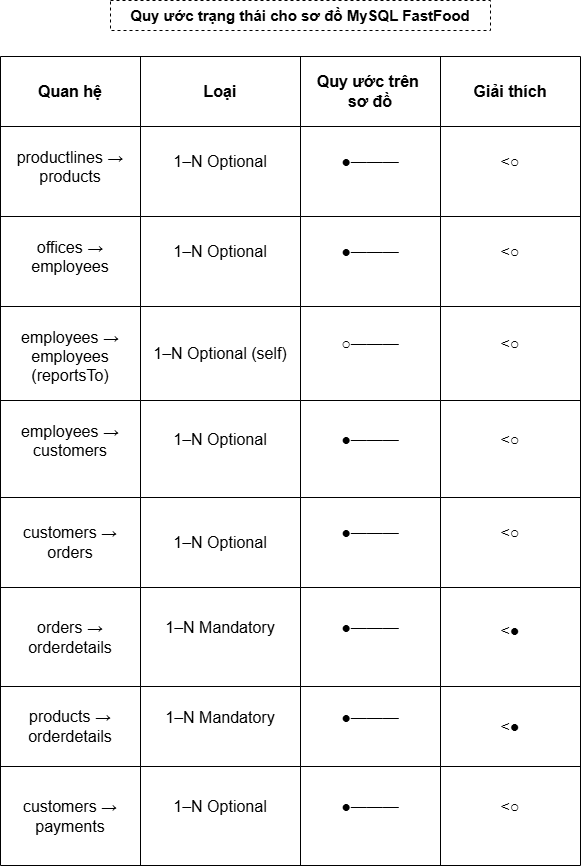 Quy ước trạng thái cho sơ đồ MySQL FastFood
Quan hệ
Loại
Quy ước trên
sơ đồ
Giải thích
productlines →
products
1–N Optional
●———
<○
offices →
employees
1–N Optional
●———
<○
employees →
employees
(reportsTo)
1–N Optional (self)
○———
<○
employees →
customers
1–N Optional
●———
<○
customers →
orders
1–N Optional
●———
<○
orders →
orderdetails
1–N Mandatory
●———
<●
products →
orderdetails
1–N Mandatory
●———
<●
customers →
payments
1–N Optional
●———
<○